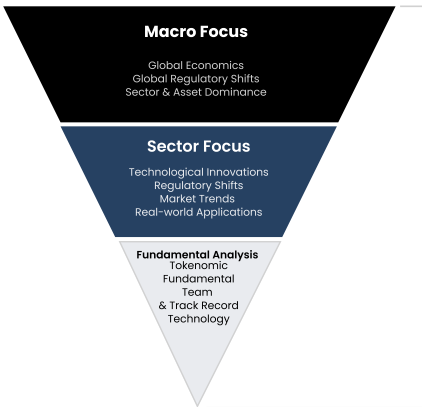 Macro Focus
Global Economics
Global Regulatory Shifts
Sector & Asset Dominance
Sector Focus
Technological Innovations
Regulatory Shifts
Market Trends
Real-world Applications
Fundamental Analysis
Tokenomic
Fundamental
Team
& Track Record
Technology